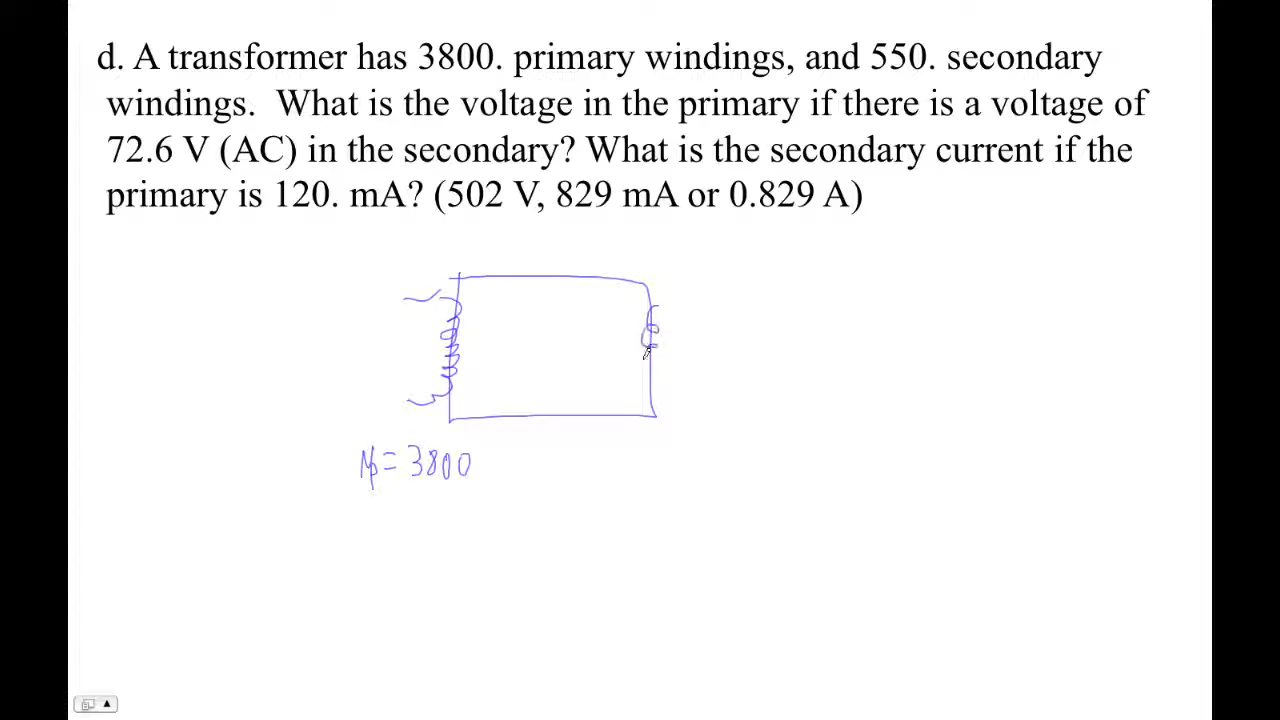 d. A transformer has 3800. primary windings, and 550. secondary
windings.  What is the voltage in the primary if there is a voltage of
72.6 V (AC) in the secondary? What is the secondary current if the
primary is 120. mA? (502 V, 829 mA or 0.829 A)
Np = 3800